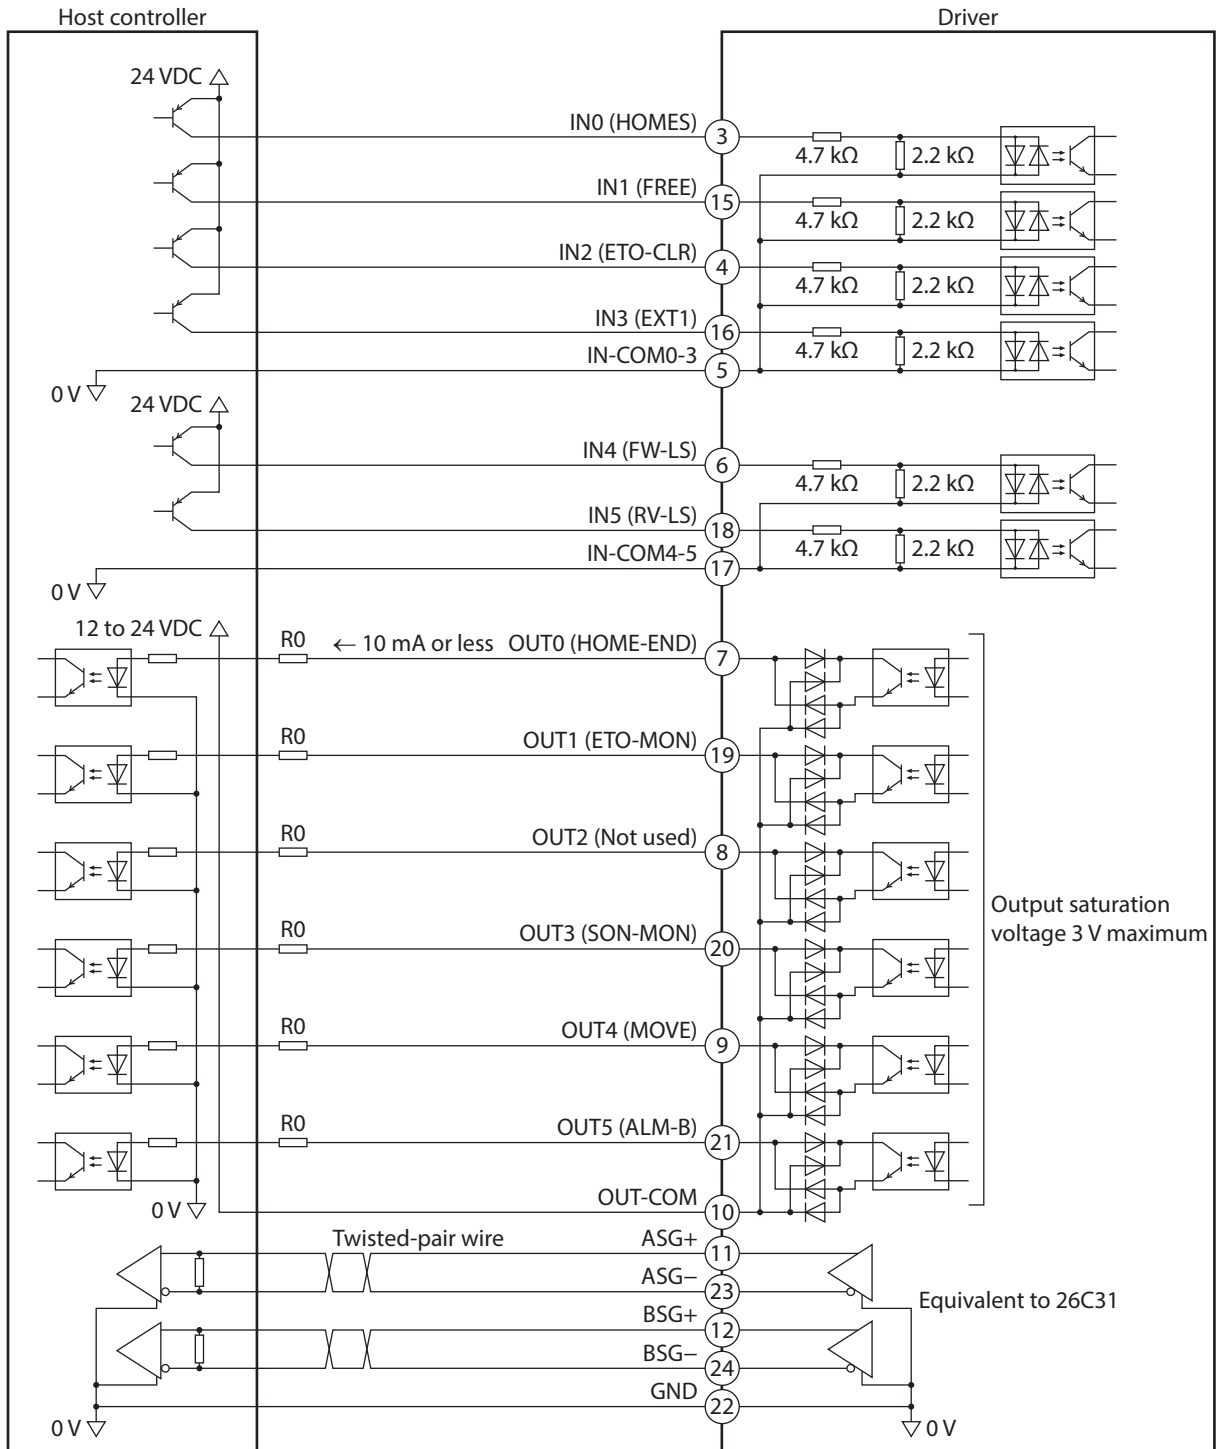 Host controller
Driver
24 VDC
IN0 (HOMES)
3
4.7 kΩ
2.2 kΩ
IN1 (FREE)
15
4.7 kΩ
2.2 kΩ
IN2 (ETO-CLR)
4
4.7 kΩ
2.2 kΩ
IN3 (EXT1)
16
4.7 kΩ
2.2 kΩ
IN-COM0-3
5
0 V
24 VDC
IN4 (FW-LS)
6
4.7 kΩ
2.2 kΩ
IN5 (RV-LS)
18
4.7 kΩ
2.2 kΩ
IN-COM4-5
17
0 V
12 to 24 VDC
R0
← 10 mA or less
OUT0 (HOME-END)
7
R0
OUT1 (ETO-MON)
19
R0
OUT2 (Not used)
8
Output saturation
voltage 3 V maximum
R0
OUT3 (SON-MON)
20
R0
OUT4 (MOVE)
9
R0
OUT5 (ALM-B)
21
0 V
OUT-COM
10
Twisted-pair wire
ASG+
11
ASG−
23
Equivalent to 26C31
BSG+
12
BSG−
24
GND
22
0 V
0 V